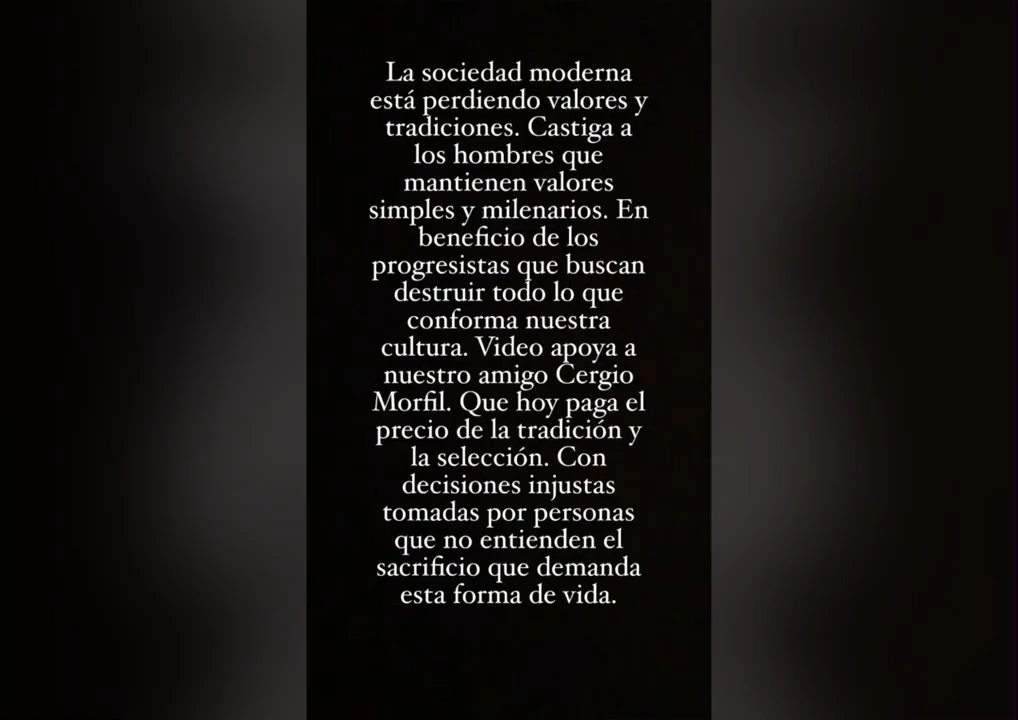 La sociedad moderna
está perdiendo valores y
tradiciones. Castiga a
los hombres que
mantienen valores
simples y milenarios. En
beneficio de los
progresistas que buscan
destruir todo lo que
conforma nuestra
cultura. Video apoya a
nuestro amigo Cergio
Morfil. Que hoy paga el
precio de la tradición y
la selección. Con
decisiones injustas
tomadas por personas
que no entienden el
sacrificio que demanda
esta forma de vida.